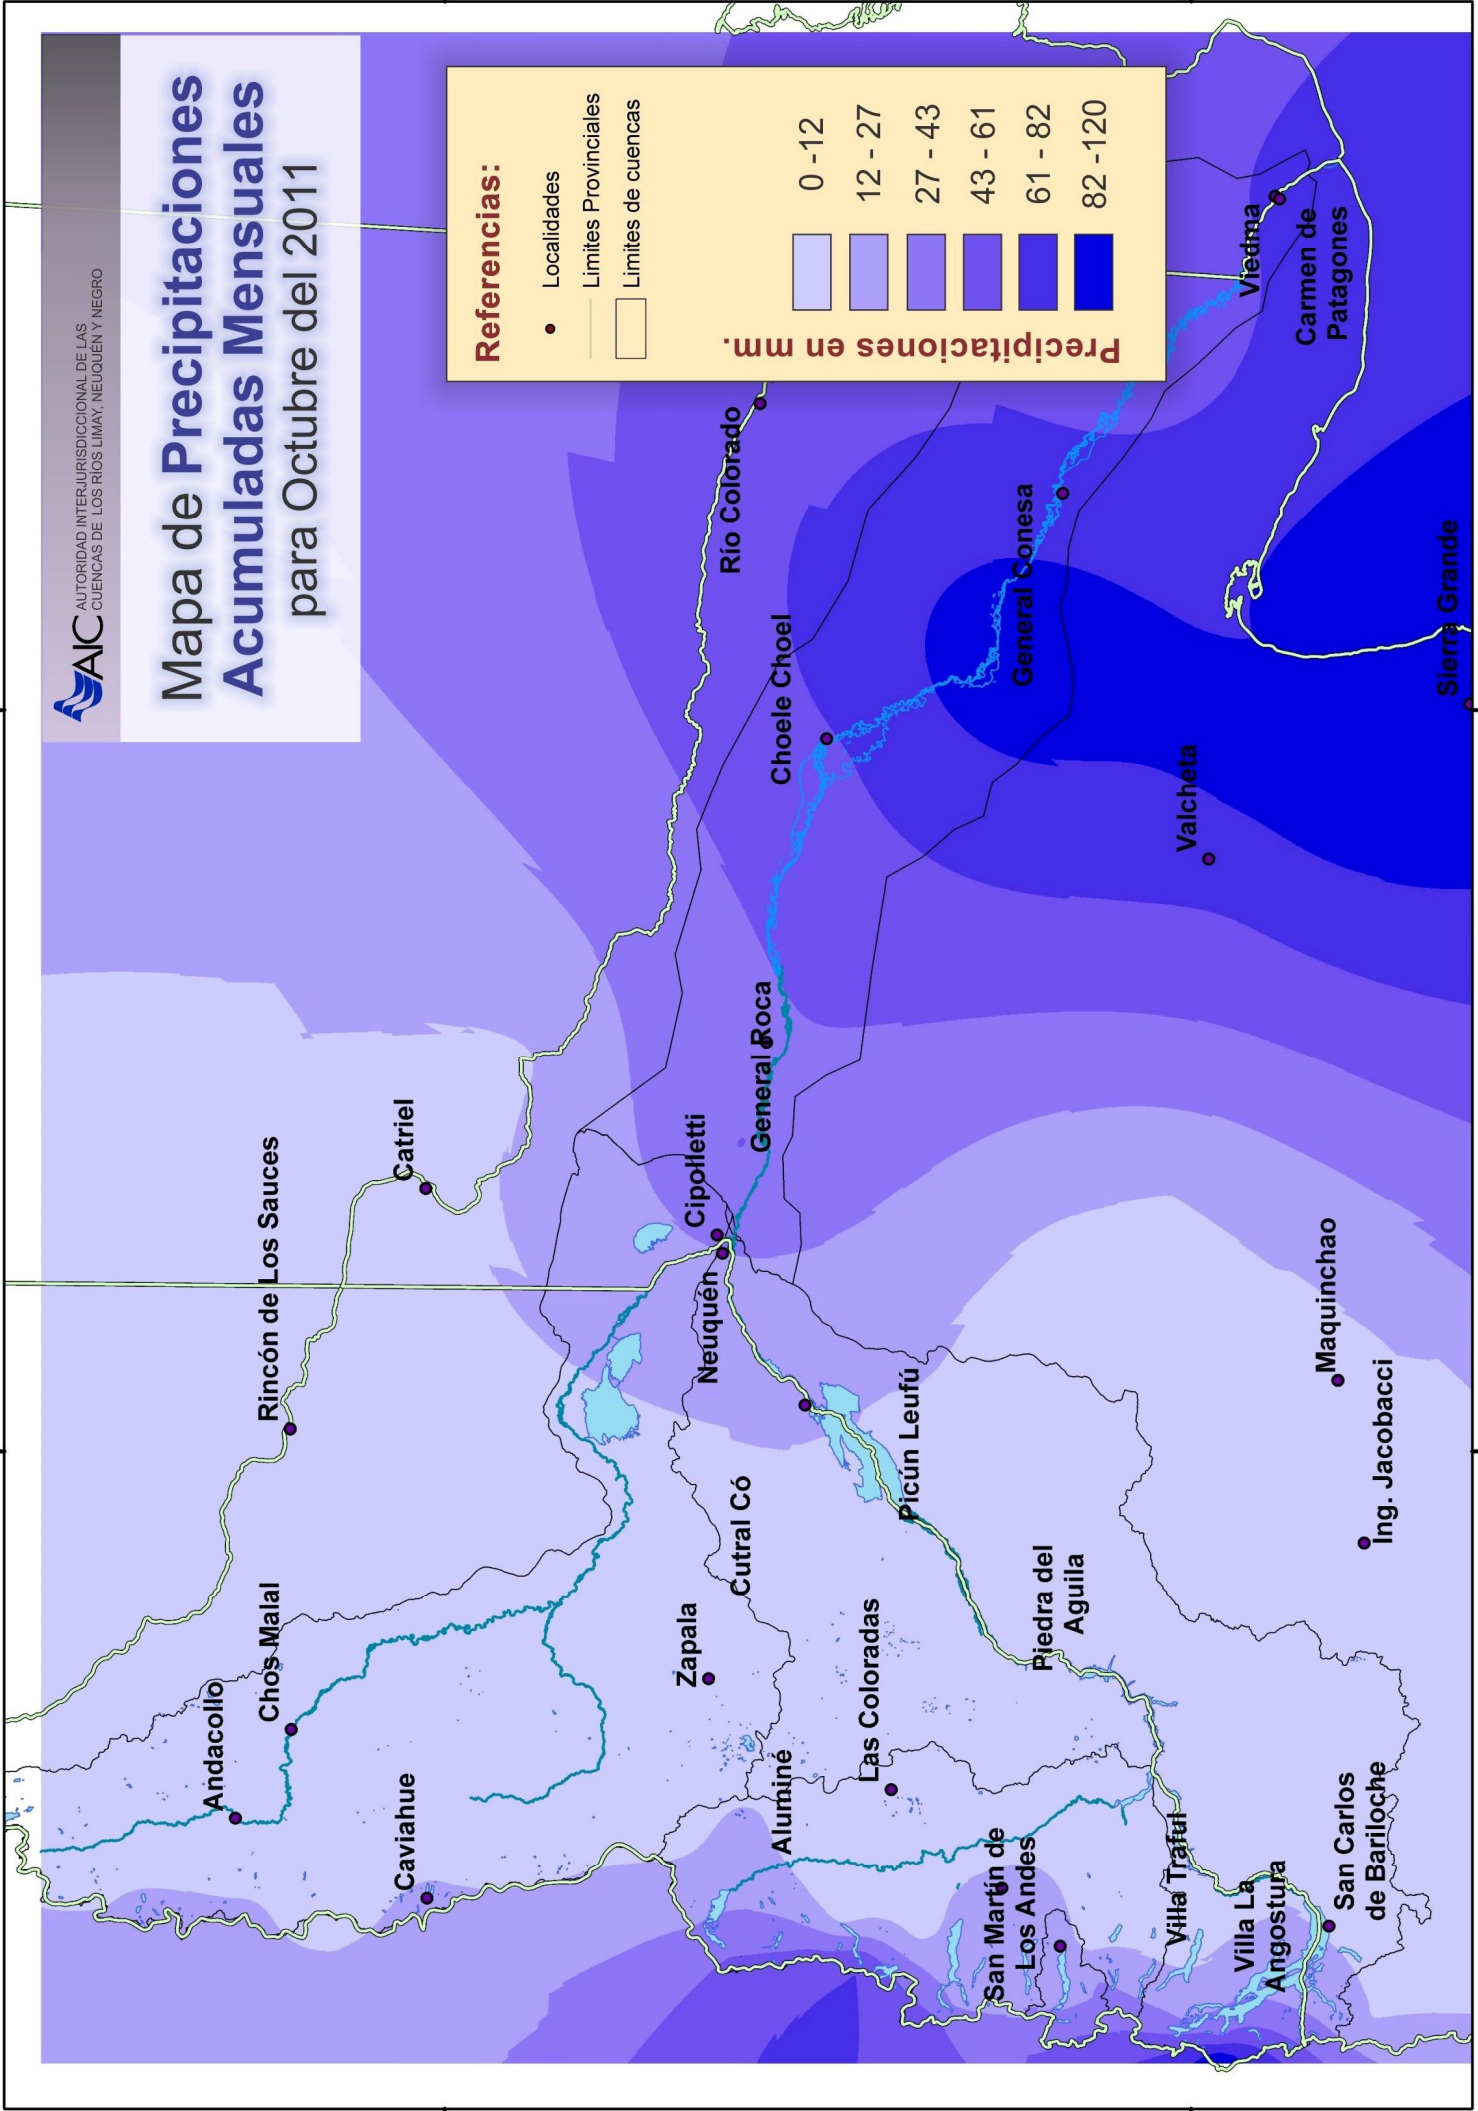 AIC
AUTORIDAD INTERJURISDICCIONAL DE LAS
CUENCAS DE LOS RÍOS LIMAY, NEUQUÉN Y NEGRO
Mapa de Precipitaciones
Acumuladas Mensuales
para Octubre del 2011
Referencias:
Localidades
Limites Provinciales
Limites de cuencas
Precipitaciones en mm.
0 -12
12 - 27
27 - 43
43 - 61
61 - 82
82 -120
Andacollo
Chos Malal
Rincón de Los Sauces
Catriel
Caviahue
Zapala
Cutral Có
Neuquén
Cipolletti
General Roca
Choele Choel
Río Colorado
Aluminé
Las Coloradas
Picún Leufú
General Conesa
San Martín de
Los Andes
Piedra del
Aguila
Villa Traful
Valcheta
Viedma
Carmen de
Patagones
Villa La
Angostura
San Carlos
de Bariloche
Ing. Jacobacci
Maquinchao
Sierra Grande